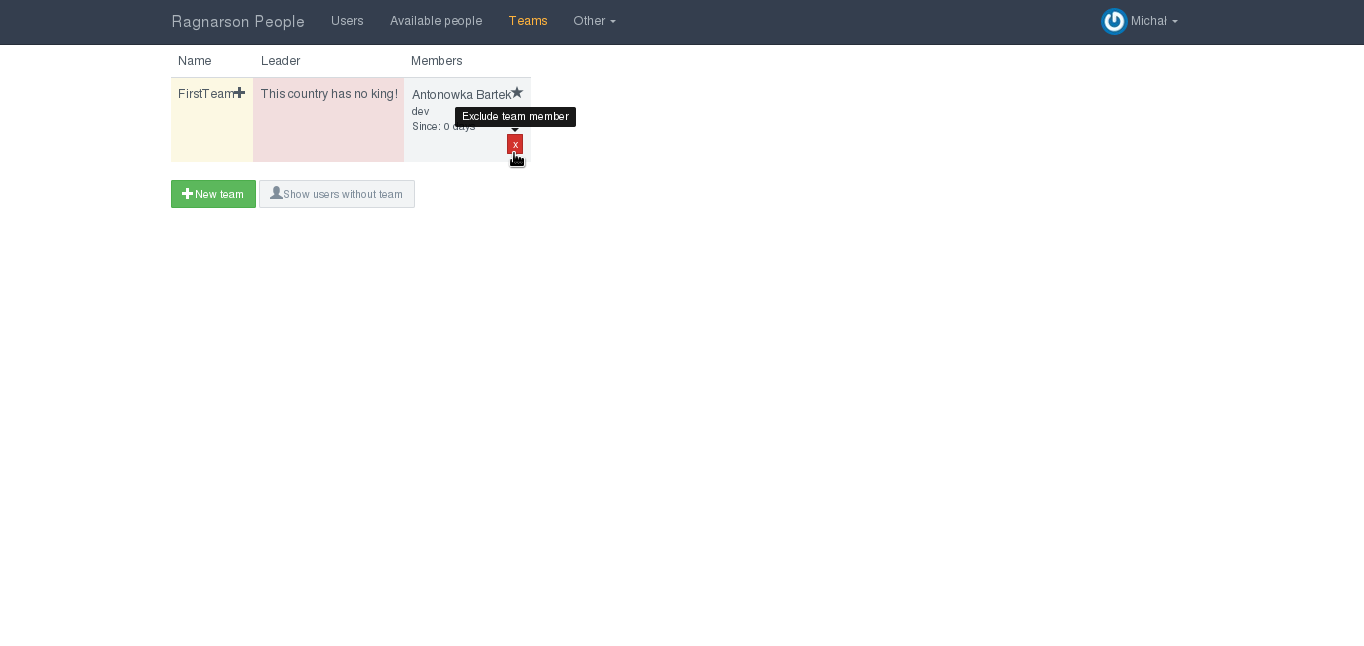 Ragnarson People Users Available people Teams Other Michał
Name Leader Members
FirstTeam This country has no king! Antonowka Bartek
dev
Exclude team member
Since: 0 days
x
New team Show users without team